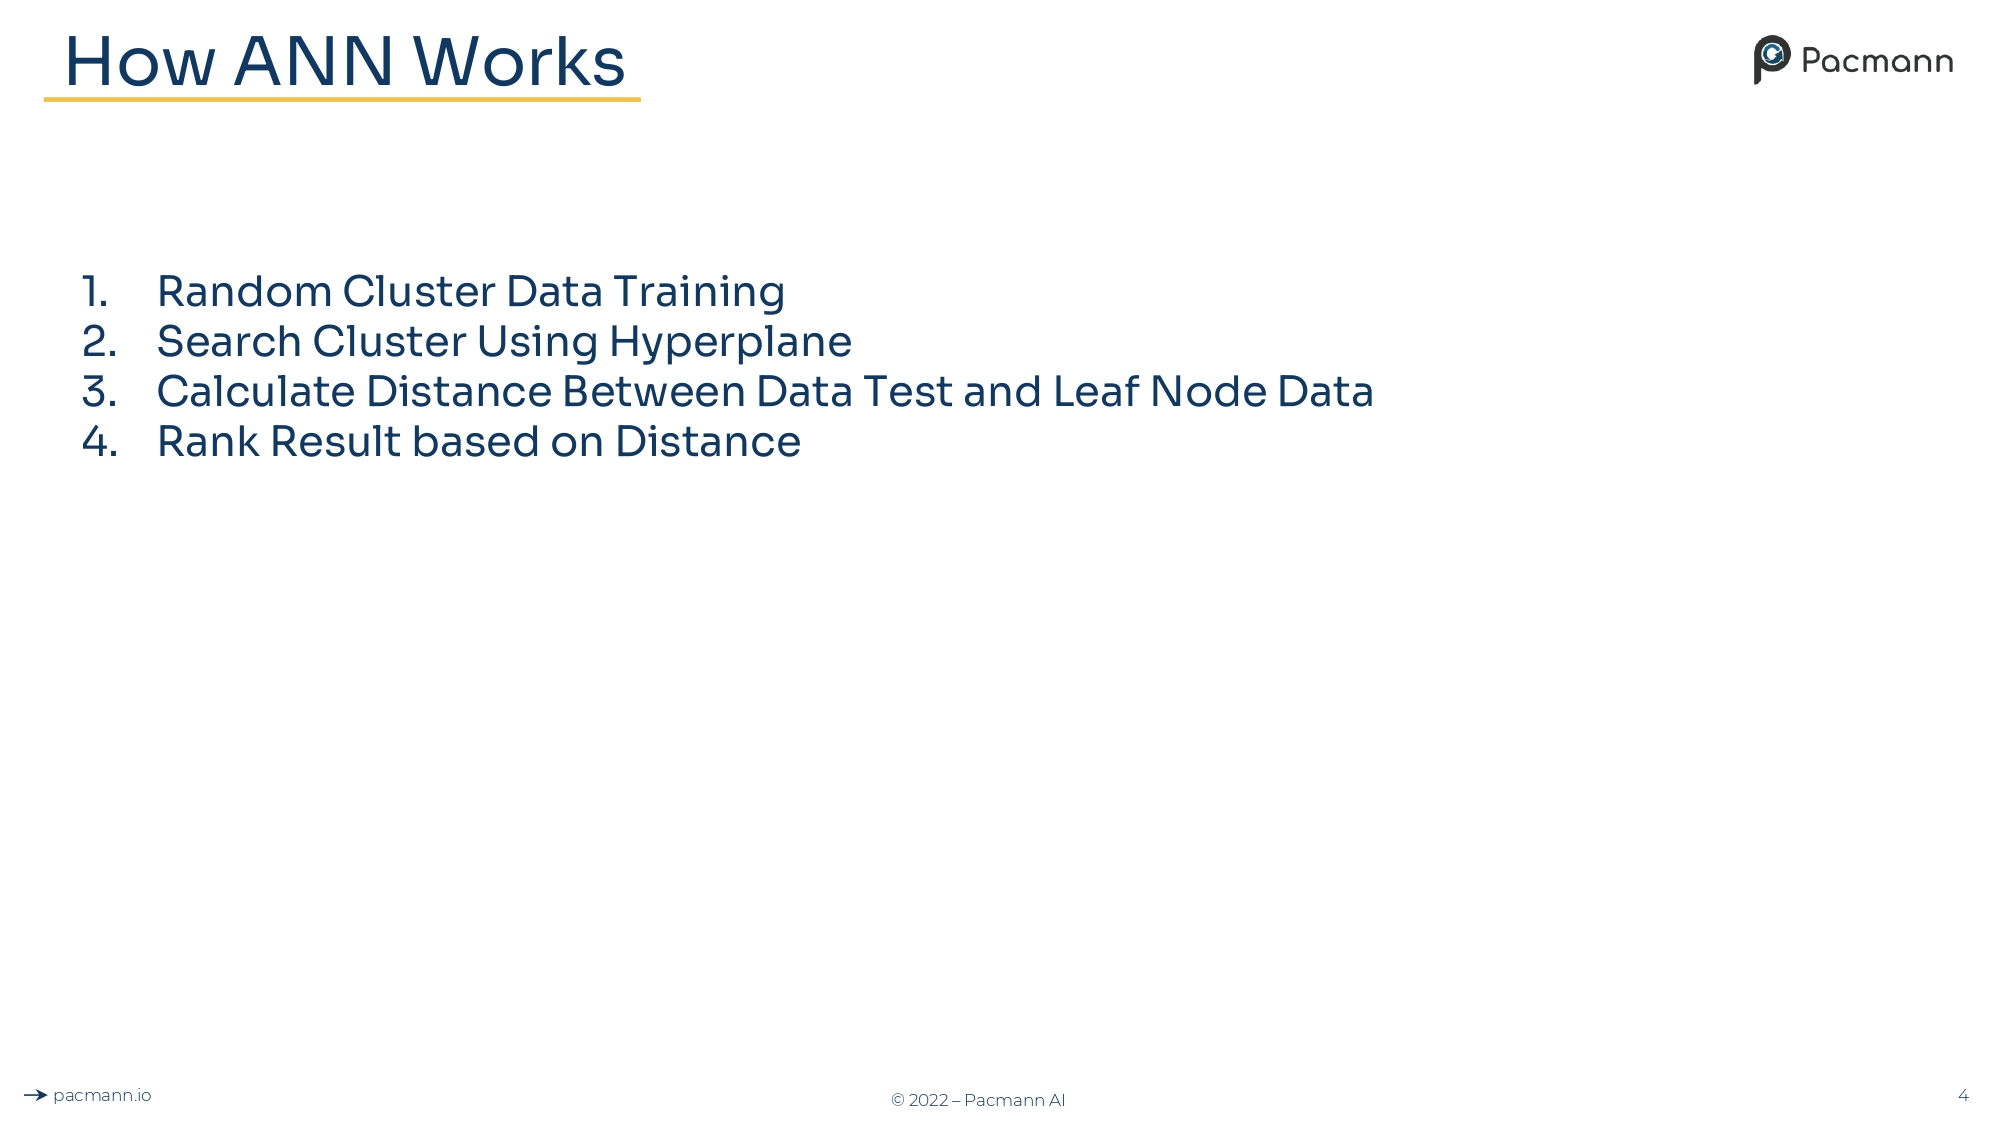 How ANN Works
Pacmann
1. Random Cluster Data Training
2. Search Cluster Using Hyperplane
3. Calculate Distance Between Data Test and Leaf Node Data
4. Rank Result based on Distance
pacmann.io
© 2022 – Pacmann AI
4